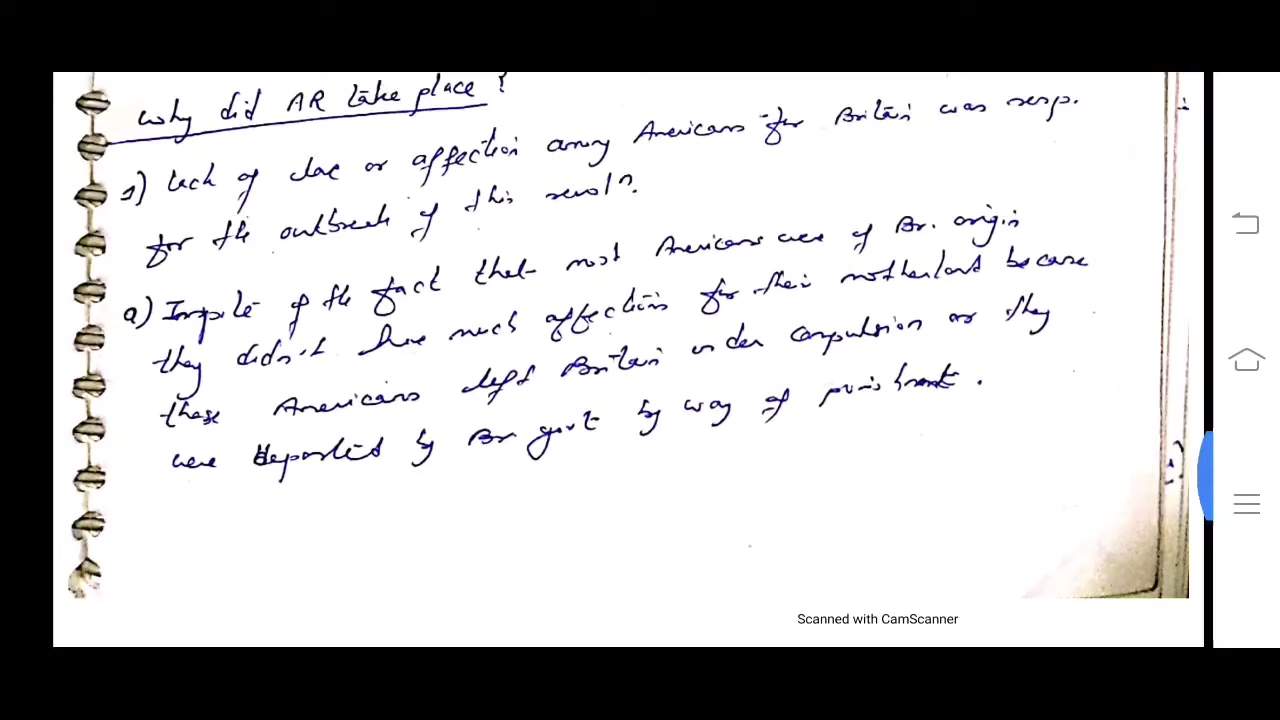 why did AR take place ?
1) Lack of love or affection among Americans for Britain was resp.
for the outbreak of this revolt.
a) Inspite of the fact that most Americans were of Br. origin
they didn't have much affection for their motherland because
these Americans left Britain under compulsion or they
were deported by Br govt by way of punishment.
Scanned with CamScanner